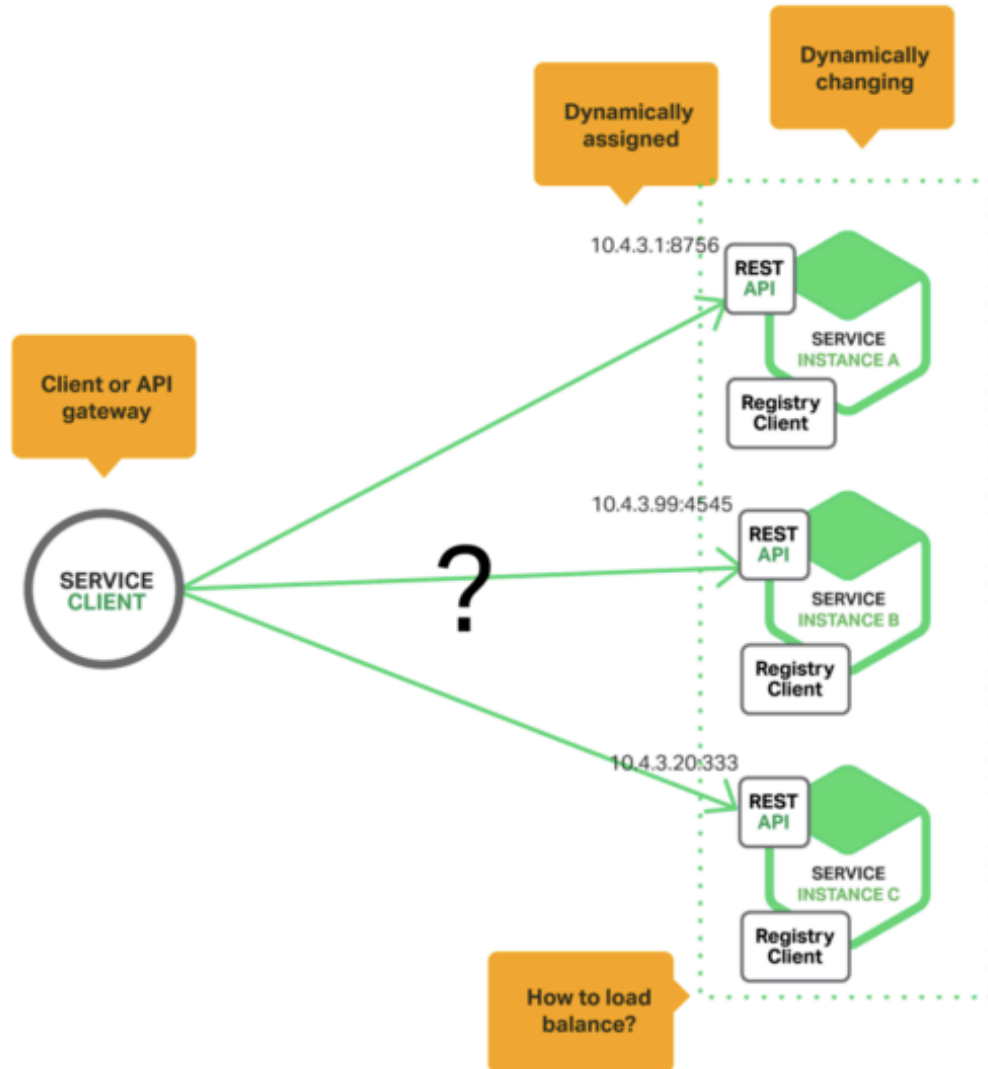 Dynamically
changing
Dynamically
assigned
10.4.3.1:8756
REST
API
SERVICE
INSTANCE A
Registry
Client
Client or API
gateway
10.4.3.99:4545
REST
API
SERVICE
INSTANCE B
Registry
Client
SERVICE
CLIENT
?
10.4.3.20:333
REST
API
SERVICE
INSTANCE C
Registry
Client
How to load
balance?